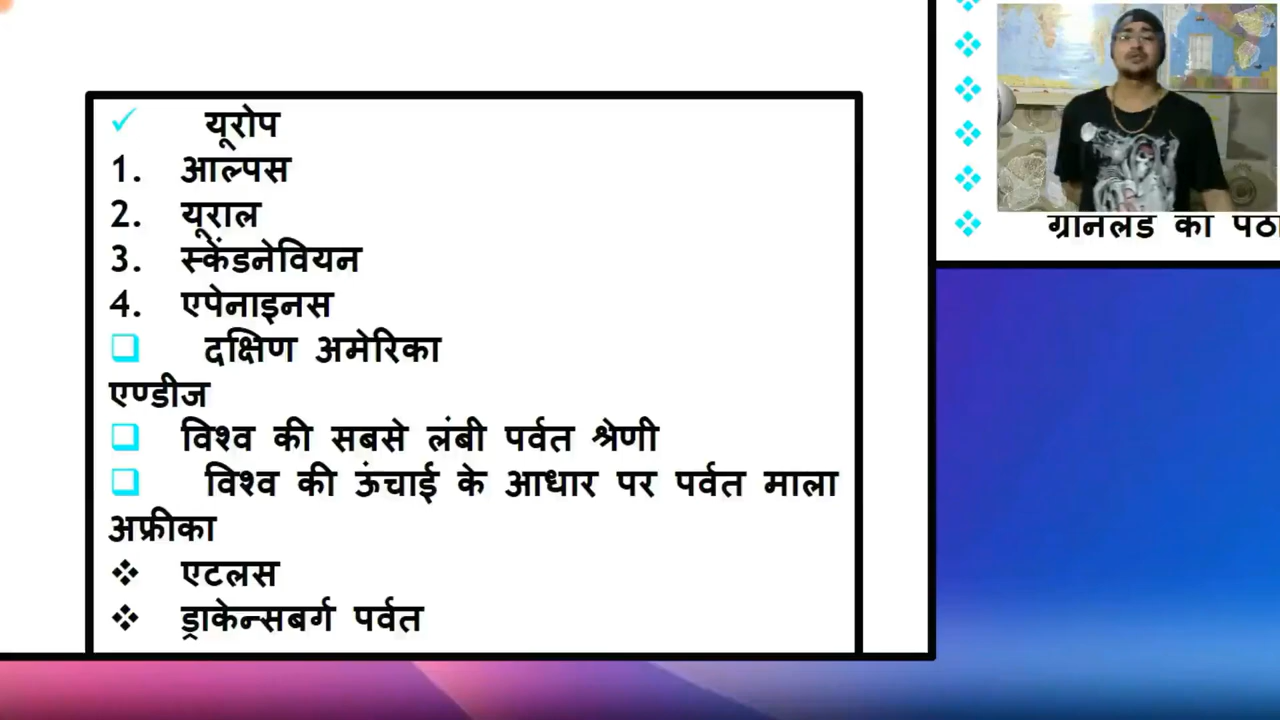 यूरोप
1. आल्पस
2. यूराल
3. स्केंडनेवियन
4. एपेनाइनस
दक्षिण अमेरिका
एण्डीज
विश्व की सबसे लंबी पर्वत श्रेणी
विश्व की ऊंचाई के आधार पर पर्वत माला
अफ्रीका
एटलस
ड्राकेन्सबर्ग पर्वत